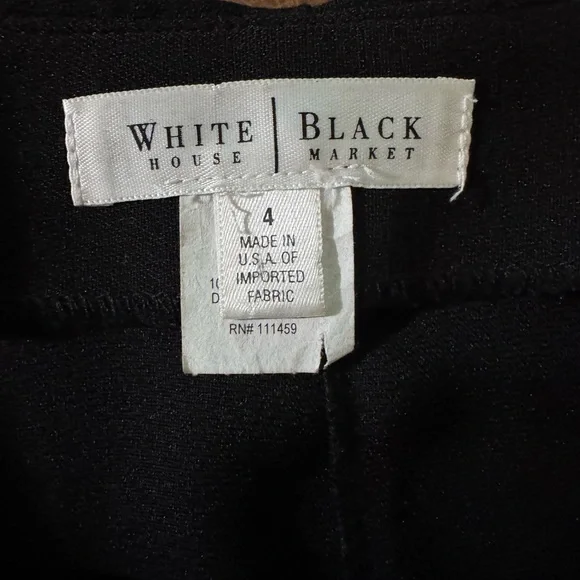 WHITE | BLACK
HOUSE | MARKET
4
MADE IN
U.S.A. OF
IMPORTED
FABRIC
RN# 111459